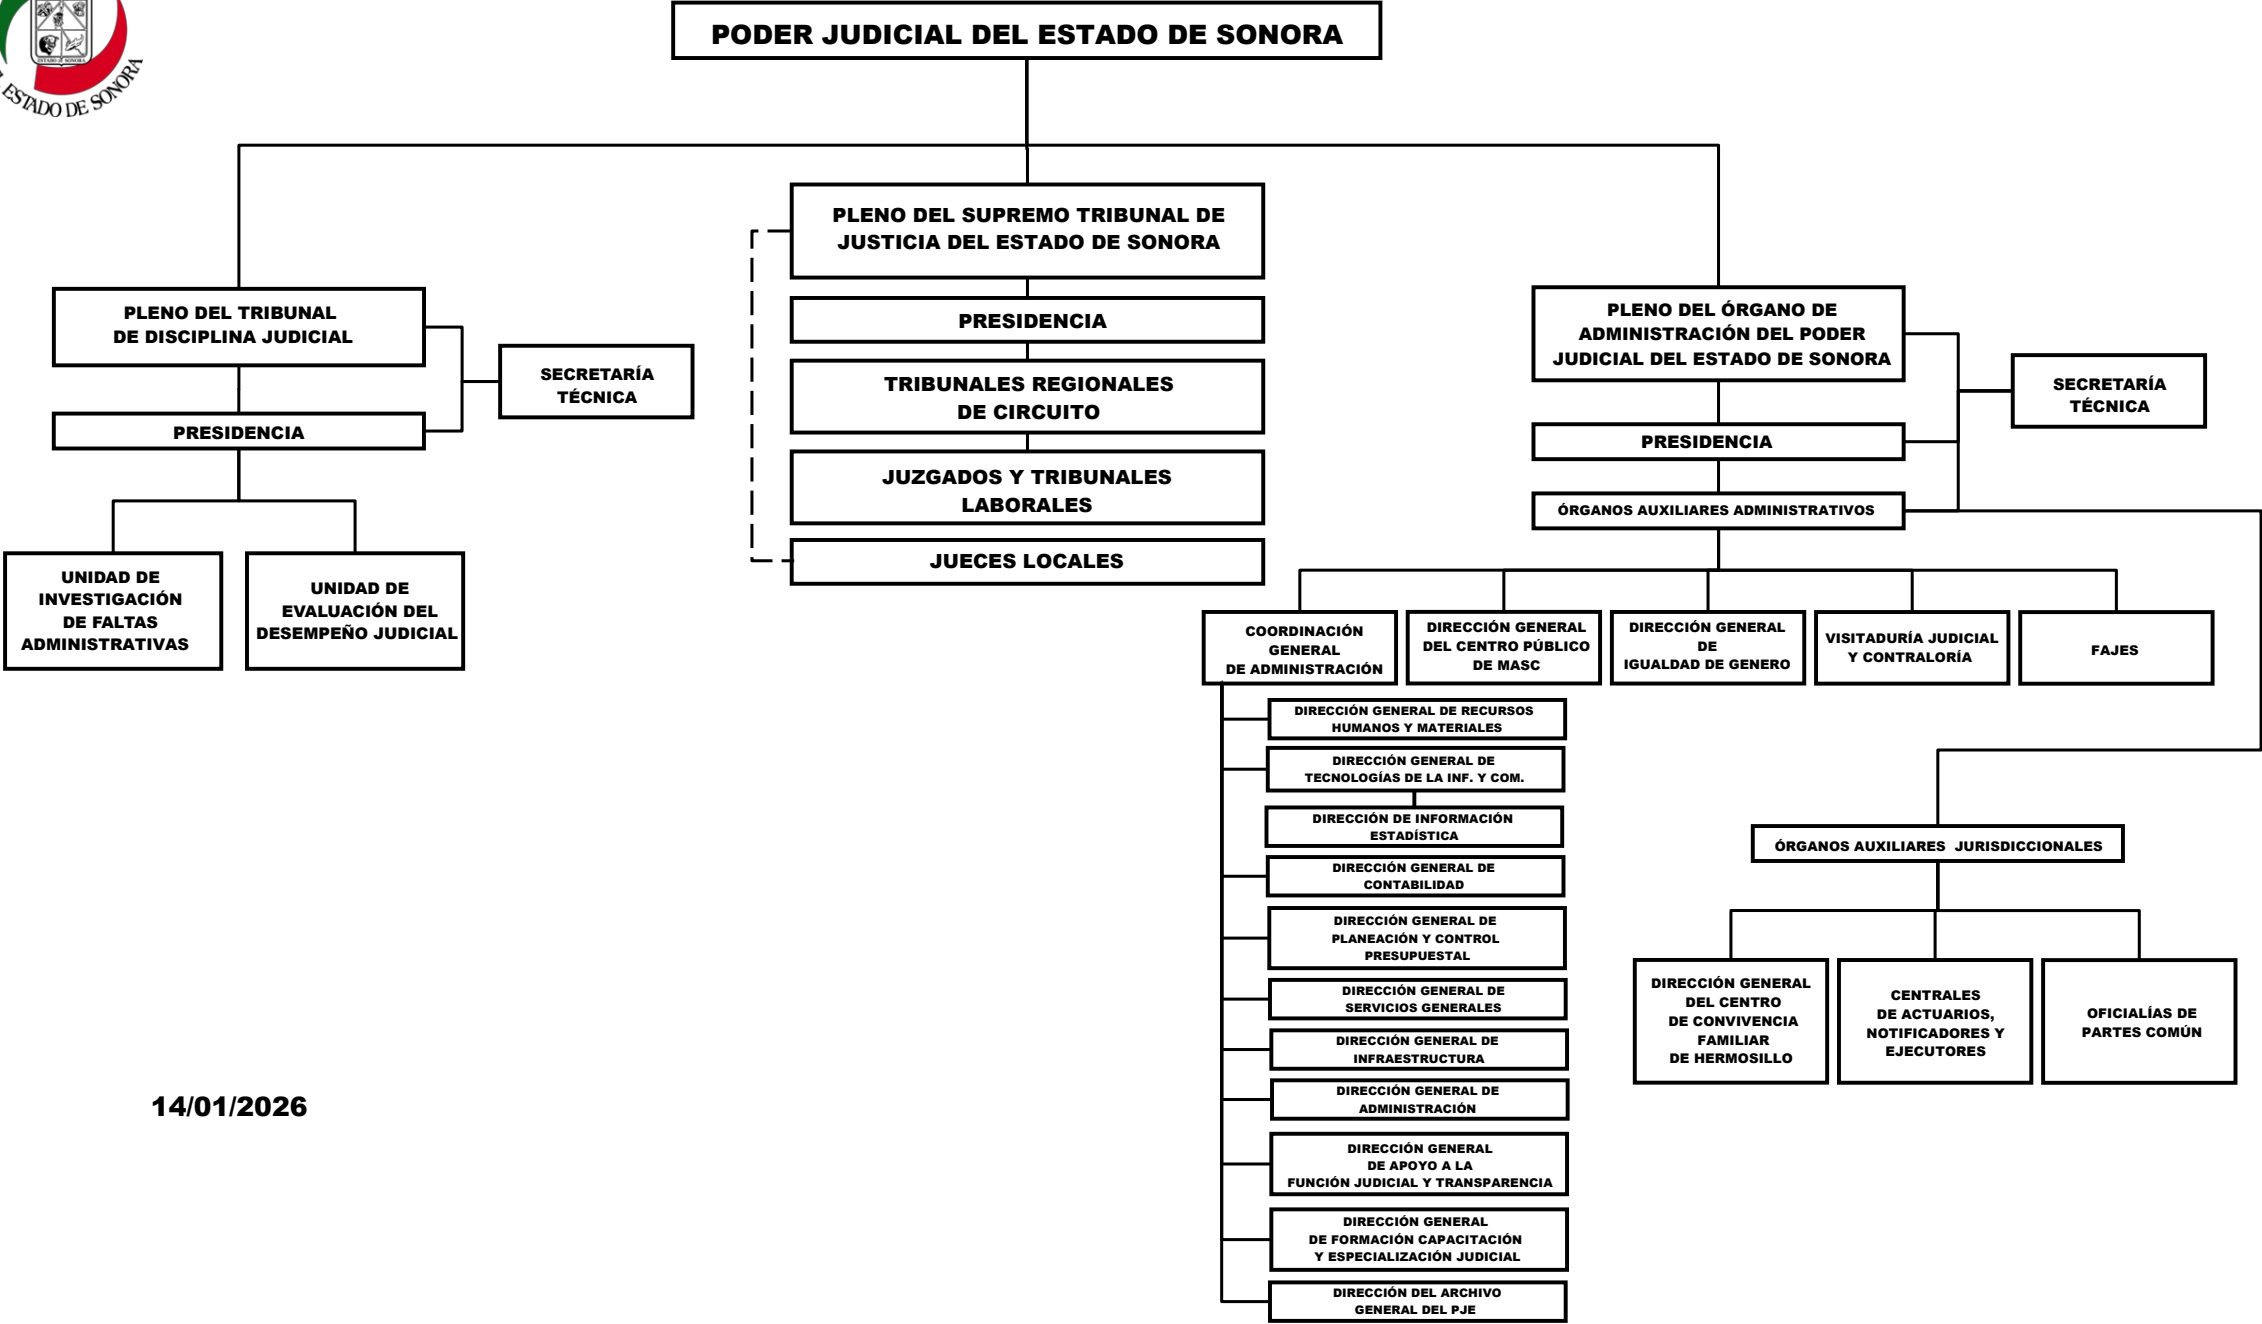 ESTADO DE SONORA
ESTADO DE SONORA
PODER JUDICIAL DEL ESTADO DE SONORA
PLENO DEL TRIBUNAL
DE DISCIPLINA JUDICIAL
SECRETARÍA
TÉCNICA
PRESIDENCIA
UNIDAD DE
INVESTIGACIÓN
DE FALTAS
ADMINISTRATIVAS
UNIDAD DE
EVALUACIÓN DEL
DESEMPEÑO JUDICIAL
PLENO DEL SUPREMO TRIBUNAL DE
JUSTICIA DEL ESTADO DE SONORA
PRESIDENCIA
TRIBUNALES REGIONALES
DE CIRCUITO
JUZGADOS Y TRIBUNALES
LABORALES
JUECES LOCALES
PLENO DEL ÓRGANO DE
ADMINISTRACIÓN DEL PODER
JUDICIAL DEL ESTADO DE SONORA
SECRETARÍA
TÉCNICA
PRESIDENCIA
ÓRGANOS AUXILIARES ADMINISTRATIVOS
COORDINACIÓN
GENERAL
DE ADMINISTRACIÓN
DIRECCIÓN GENERAL
DEL CENTRO PÚBLICO
DE MASC
DIRECCIÓN GENERAL
DE
IGUALDAD DE GENERO
VISITADURÍA JUDICIAL
Y CONTRALORÍA
FAJES
DIRECCIÓN GENERAL DE RECURSOS
HUMANOS Y MATERIALES
DIRECCIÓN GENERAL DE
TECNOLOGÍAS DE LA INF. Y COM.
DIRECCIÓN DE INFORMACIÓN
ESTADÍSTICA
DIRECCIÓN GENERAL DE
CONTABILIDAD
DIRECCIÓN GENERAL DE
PLANEACIÓN Y CONTROL
PRESUPUESTAL
DIRECCIÓN GENERAL DE
SERVICIOS GENERALES
DIRECCIÓN GENERAL DE
INFRAESTRUCTURA
DIRECCIÓN GENERAL DE
ADMINISTRACIÓN
DIRECCIÓN GENERAL
DE APOYO A LA
FUNCIÓN JUDICIAL Y TRANSPARENCIA
DIRECCIÓN GENERAL
DE FORMACIÓN CAPACITACIÓN
Y ESPECIALIZACIÓN JUDICIAL
DIRECCIÓN DEL ARCHIVO
GENERAL DEL PJE
ÓRGANOS AUXILIARES JURISDICCIONALES
DIRECCIÓN GENERAL
DEL CENTRO
DE CONVIVENCIA
FAMILIAR
DE HERMOSILLO
CENTRALES
DE ACTUARIOS,
NOTIFICADORES Y
EJECUTORES
OFICIALÍAS DE
PARTES COMÚN
14/01/2026